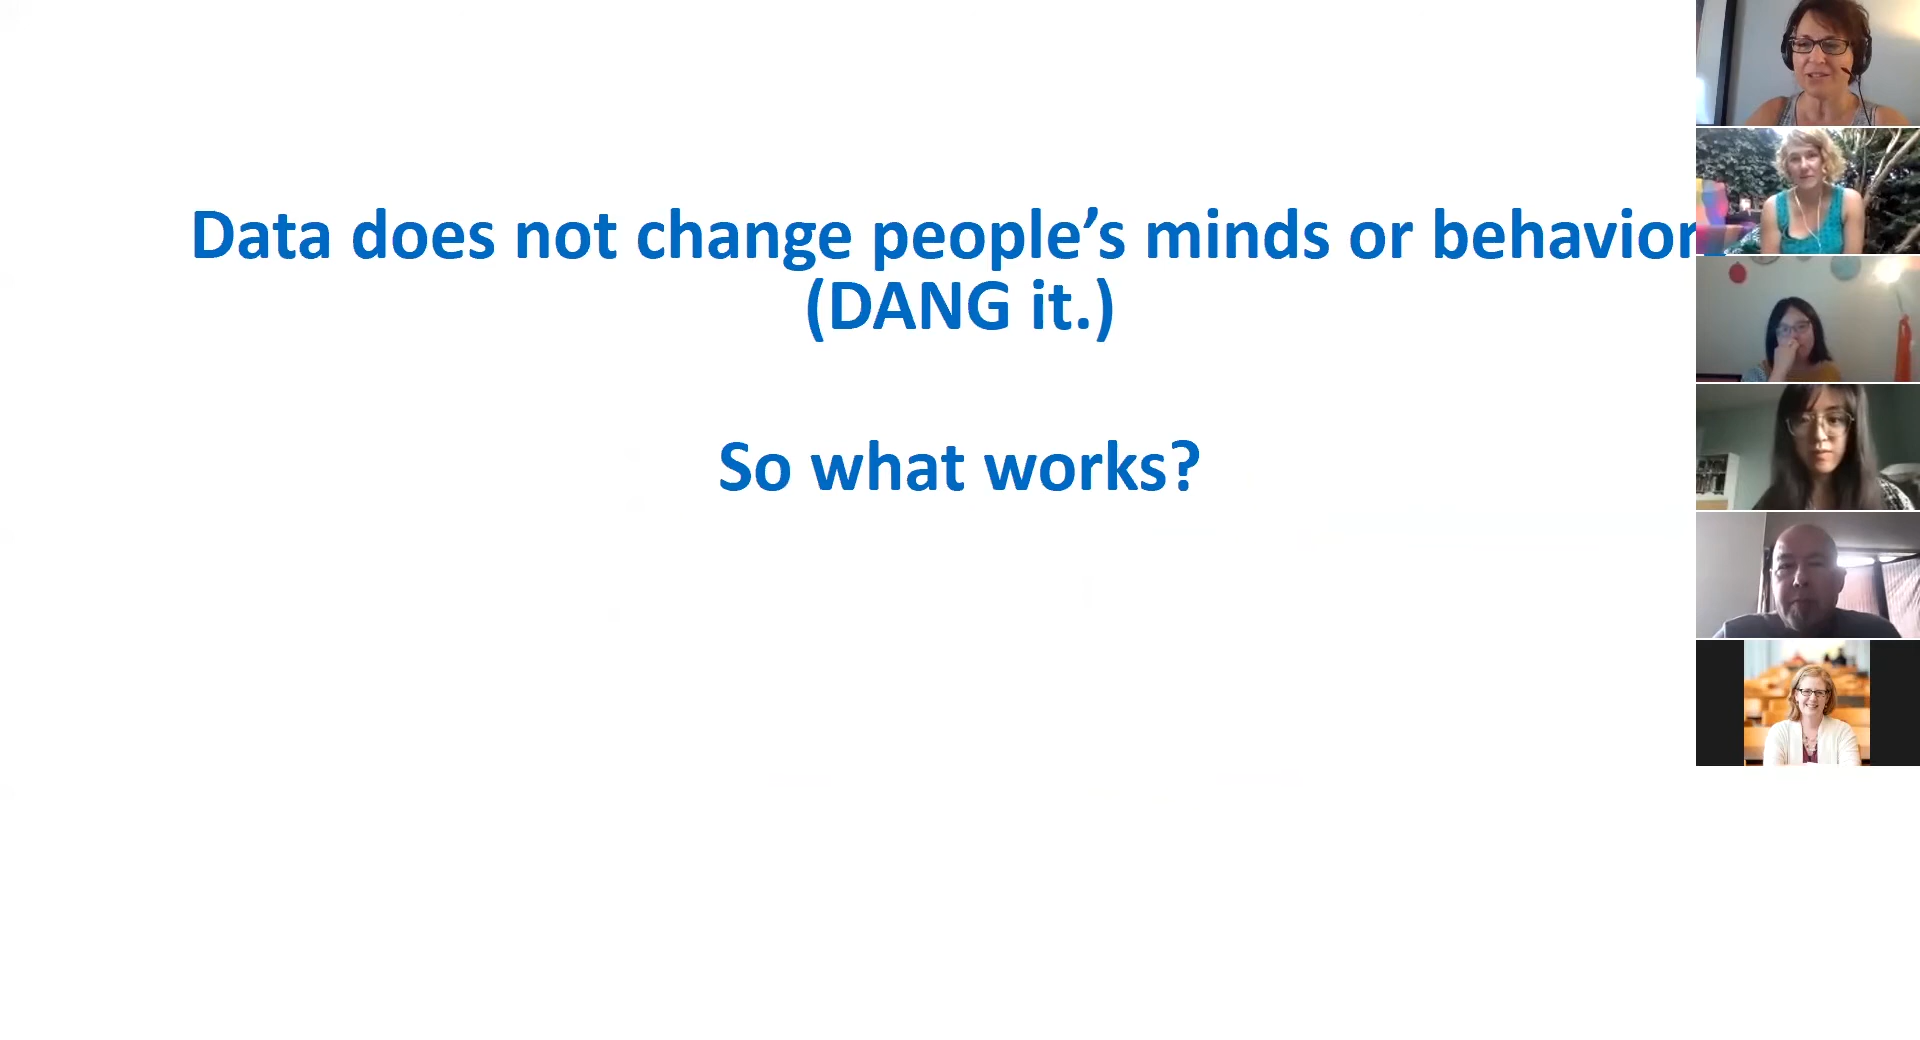 Data does not change people’s minds or behavior
(DANG it.)
So what works?